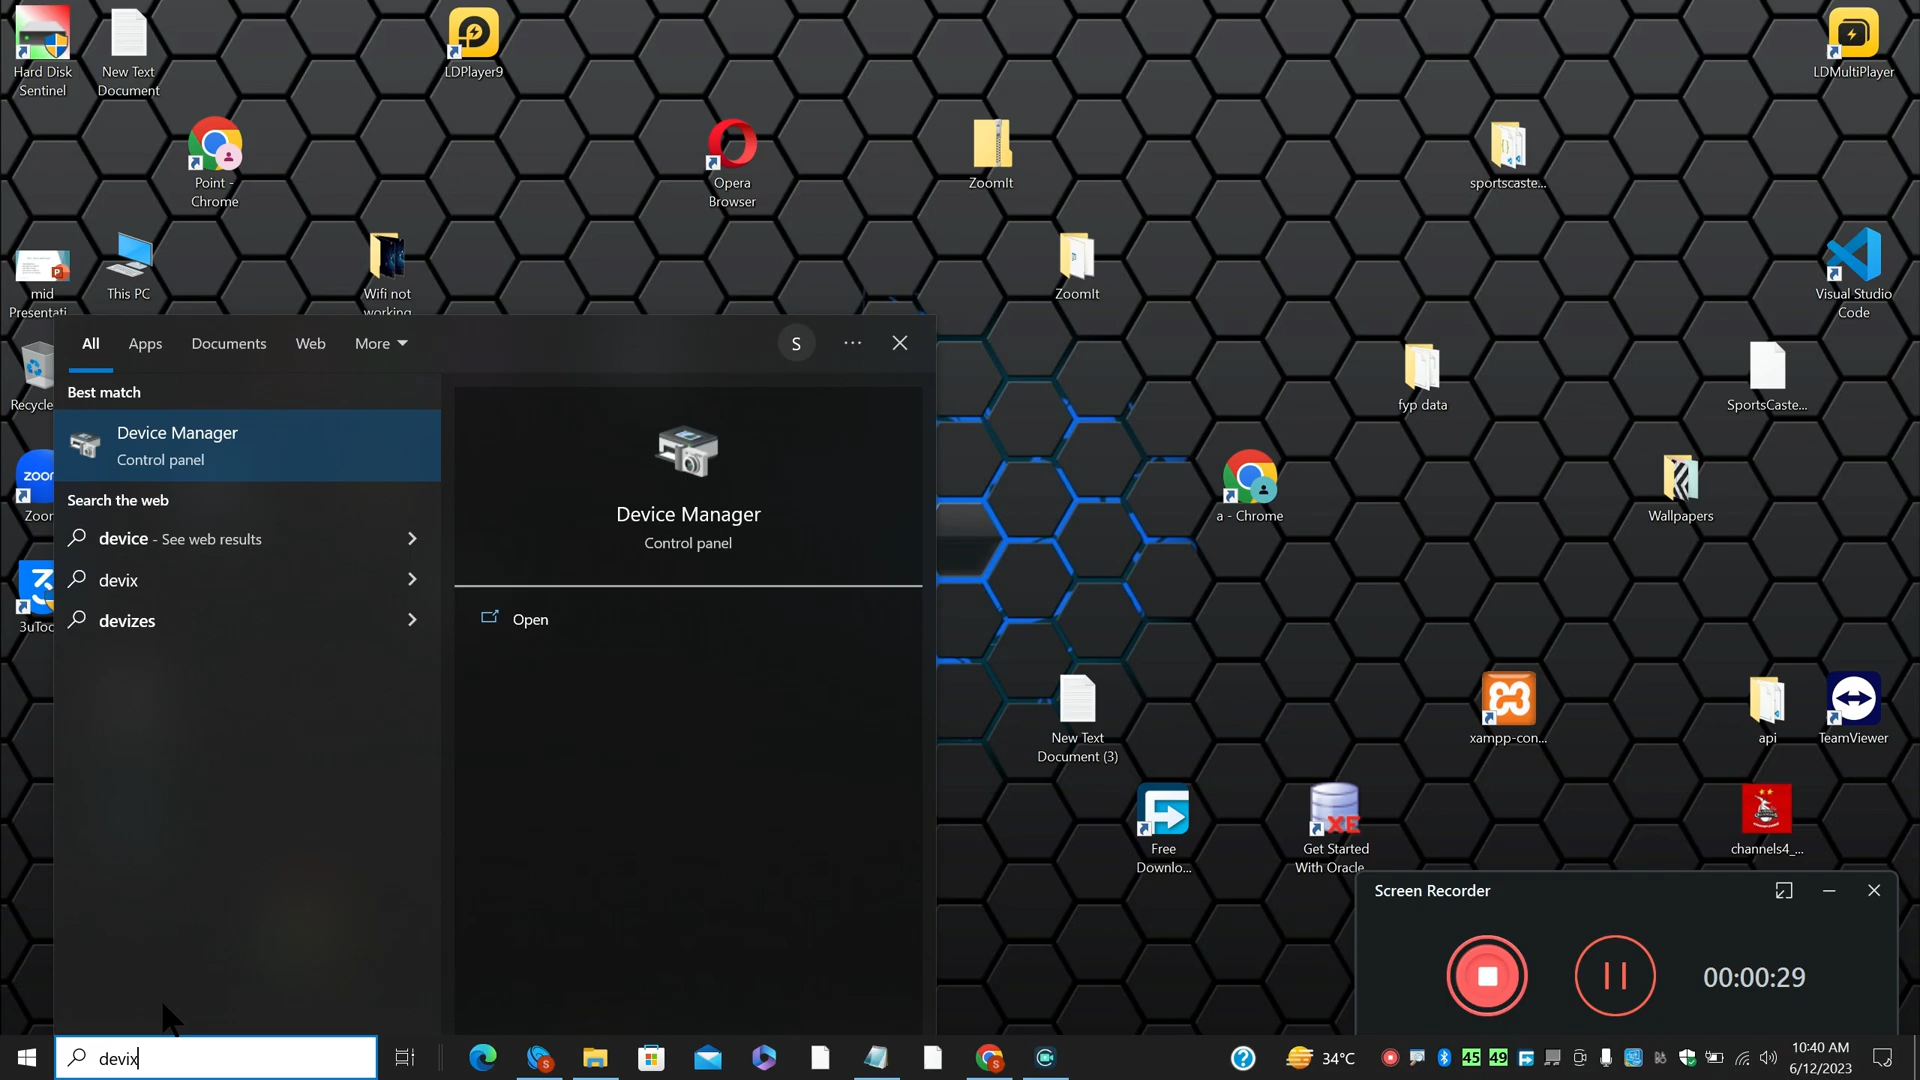 Hard Disk
Sentinel
New Text
Document
LDPlayer9
LDMultiPlayer
Point -
Chrome
Opera
Browser
ZoomIt
sportscaste...
mid
Presentati...
This PC
Wifi not
working
ZoomIt
Visual Studio
Code
All
Apps
Documents
Web
More
S
Best match
Device Manager
Control panel
Search the web
device - See web results
devix
devizes
Device Manager
Control panel
Open
Recycle
fyp data
SportsCaste...
zoo
Zoo
a - Chrome
Wallpapers
3uToo
New Text
Document (3)
xampp-con...
api
TeamViewer
Free
Downlo...
XE
Get Started
With Oracle...
channels4_...
Screen Recorder
00:00:29
devix
34°C
45
49
10:40 AM
6/12/2023